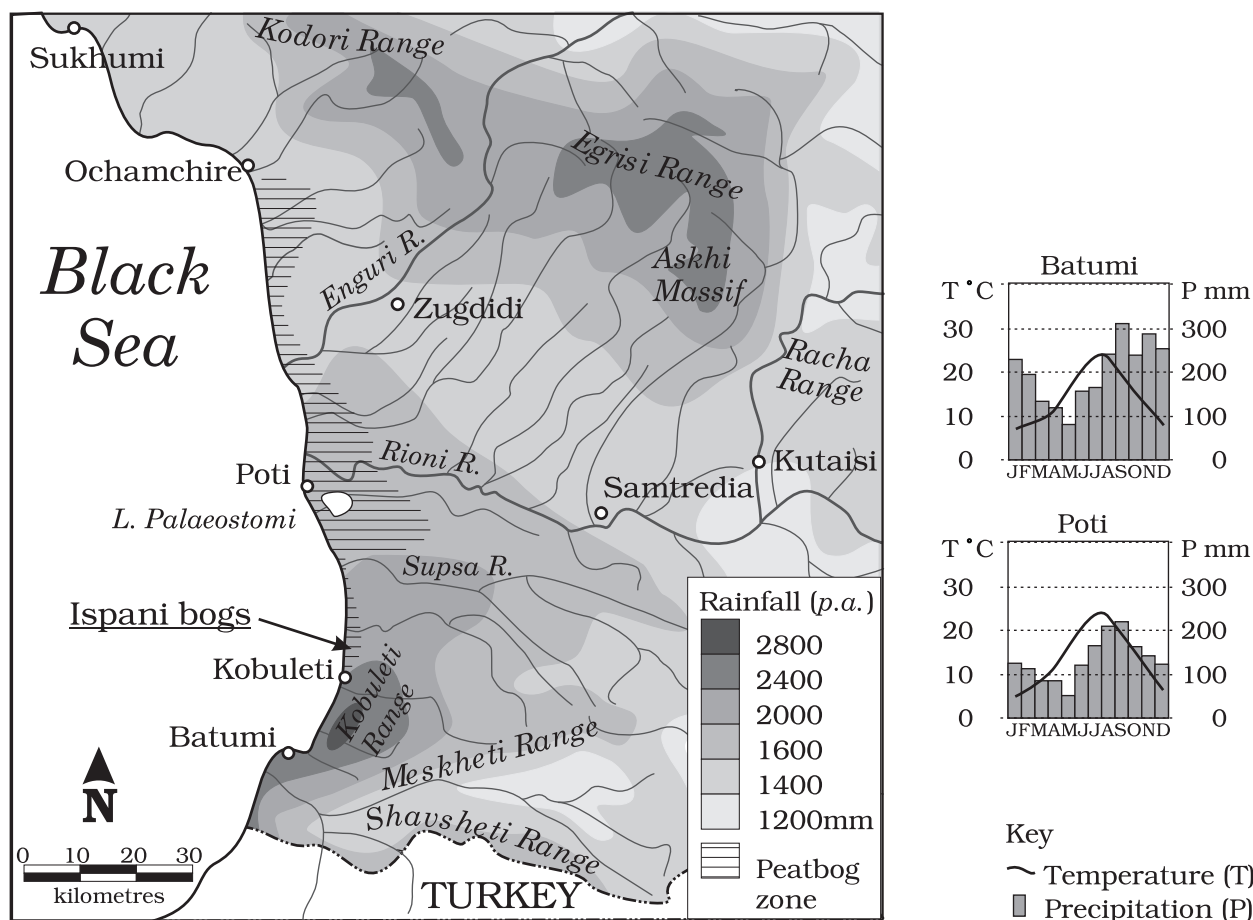 Kodori Range
Sukhumi
Ochamchire
Egrisi Range
Black
Sea
Enguri R.
Askhi
Massif
Zugdidi
Racha
Range
Rioni R.
Kutaisi
Poti
Samtredia
L. Palaeostomi
Supsa R.
Ispani bogs
Kobuleti
Kobuleti
Range
Batumi
Meskheti Range
Shavsheti Range
N
0 10 20 30
kilometres
TURKEY
Rainfall (p.a.)
2800
2400
2000
1600
1400
1200mm
Peatbog
zone
Batumi
T °C P mm
30 300
20 200
10 100
0 0
JFMAMJJASOND
Poti
T °C P mm
30 300
20 200
10 100
0 0
JFMAMJJASOND
Key
Temperature (T)
Precipitation (P)